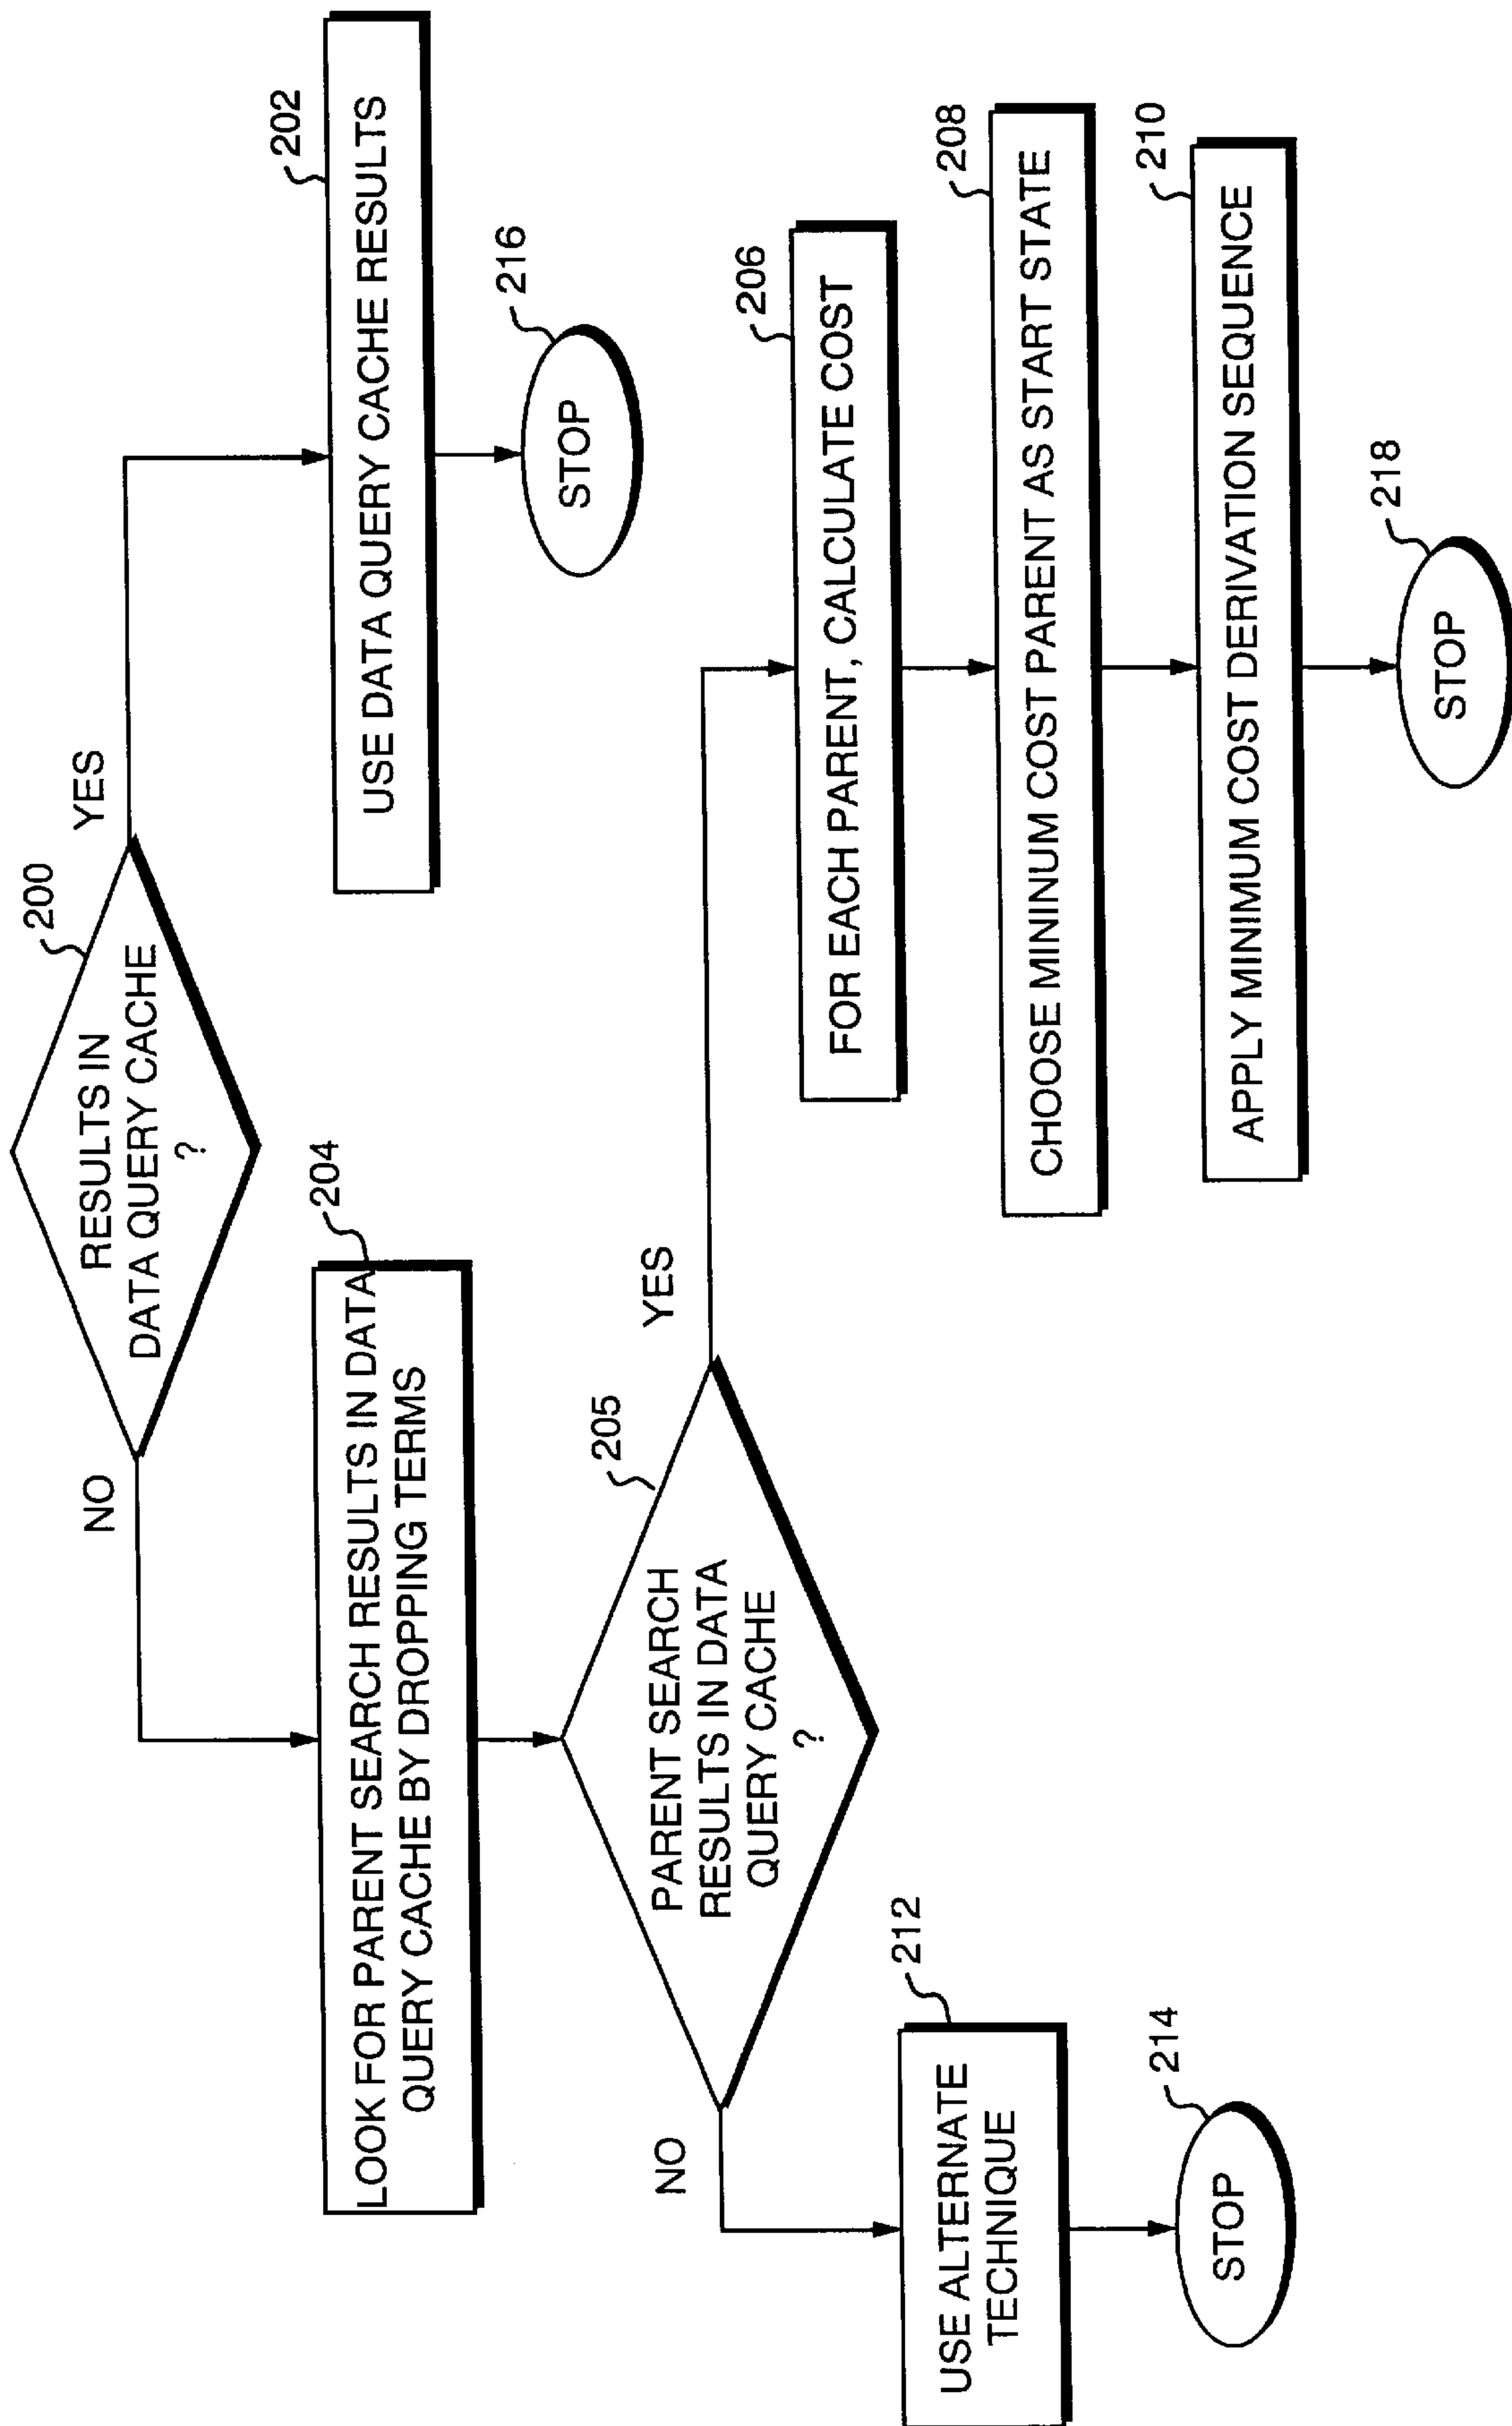 200
RESULTS IN
DATA QUERY CACHE
?
YES
NO
202
USE DATA QUERY CACHE RESULTS
216
STOP
204
LOOK FOR PARENT SEARCH RESULTS IN DATA
QUERY CACHE BY DROPPING TERMS
205
PARENT SEARCH
RESULTS IN DATA
QUERY CACHE
?
YES
NO
206
FOR EACH PARENT, CALCULATE COST
208
CHOOSE MININUM COST PARENT AS START STATE
210
APPLY MINIMUM COST DERIVATION SEQUENCE
218
STOP
212
USE ALTERNATE
TECHNIQUE
214
STOP